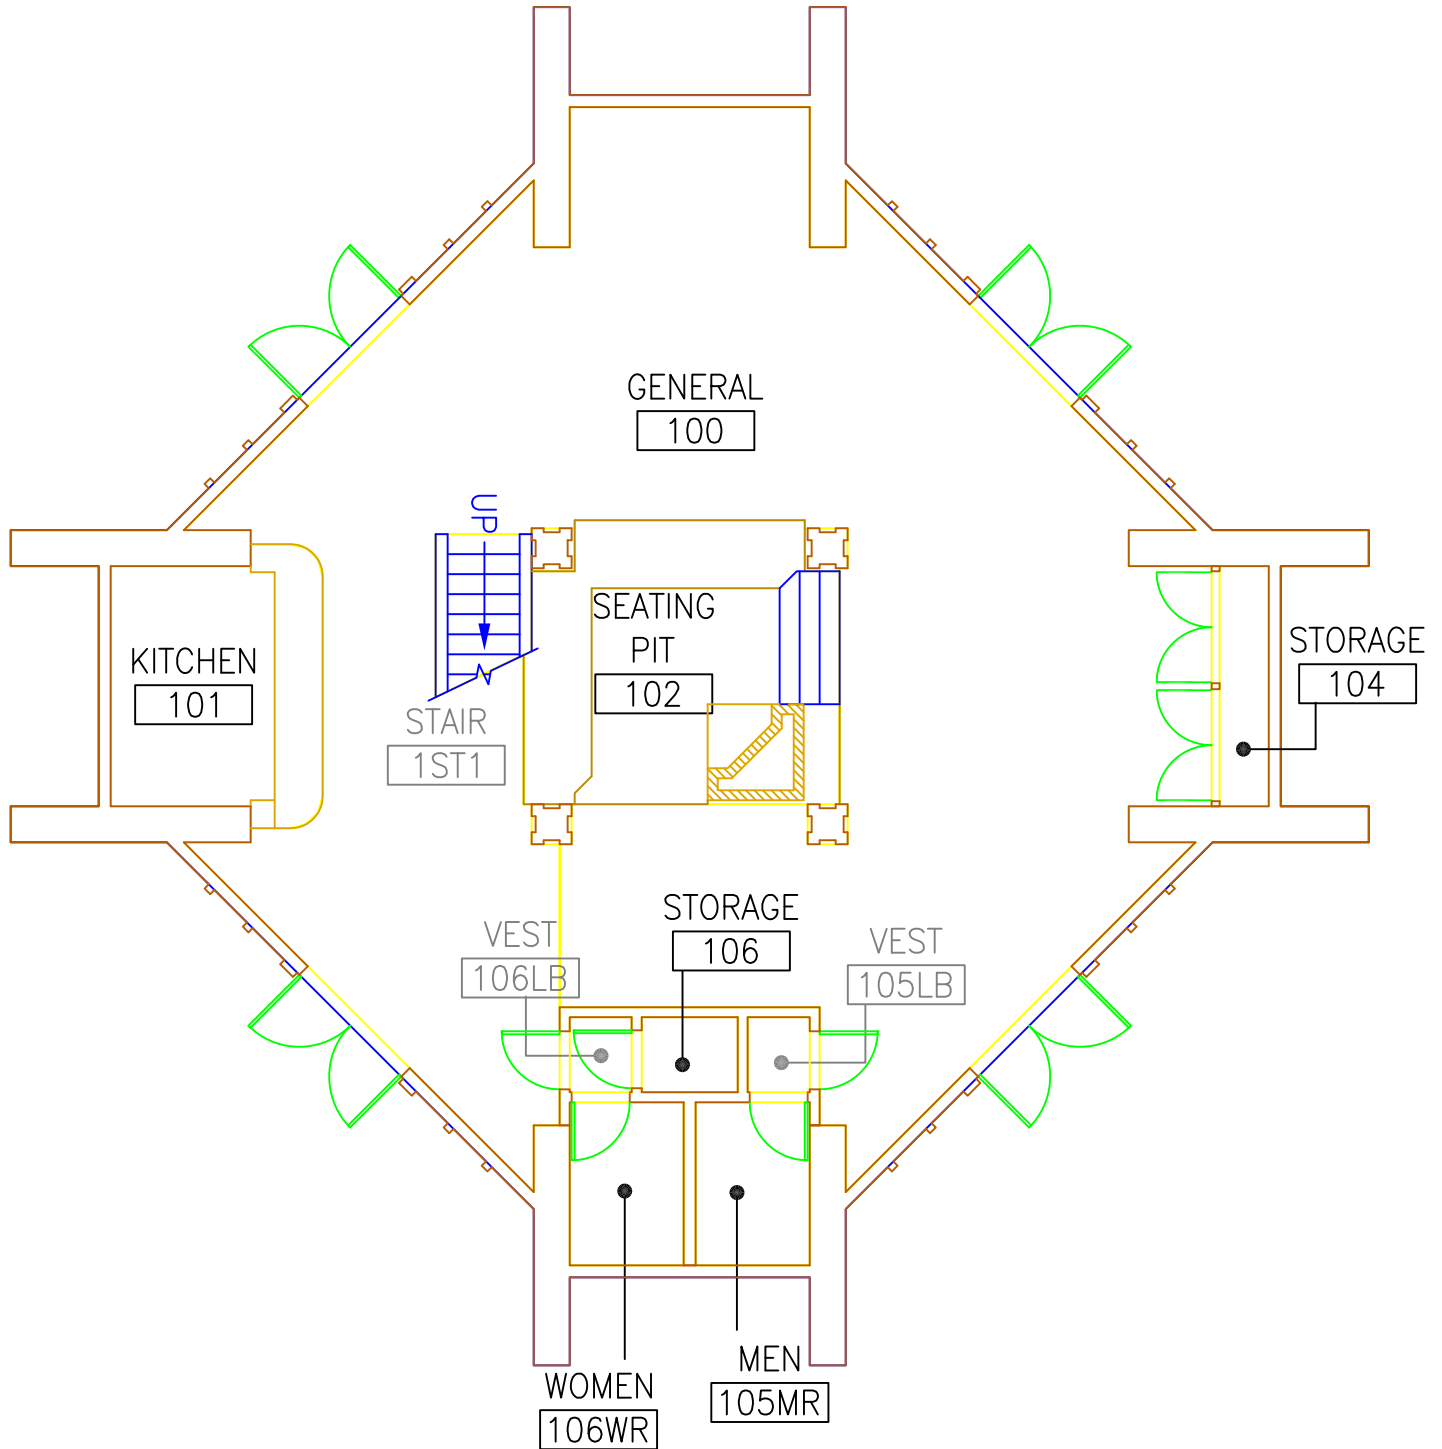 GENERAL
100
UP
SEATING
PIT
102
KITCHEN
101
STORAGE
104
STAIR
1ST1
STORAGE
106
VEST
106LB
VEST
105LB
MEN
105MR
WOMEN
106WR